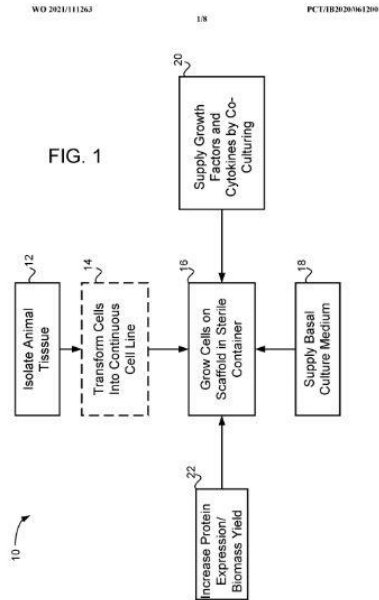 WO 2021/111263
1/8
PCT/IB2020/061200
FIG. 1
10
12
Isolate Animal
Tisssue
14
Transform Cells
Into Continuous
Cell Line
16
Grow Cells on
Scaffold in Sterile
Container
18
Supply Basal
Culture Medium
20
Supply Growth
Factors and
Cytokines by Co-
Culturing
22
Increase Protein
Expression/
Biomass Yield